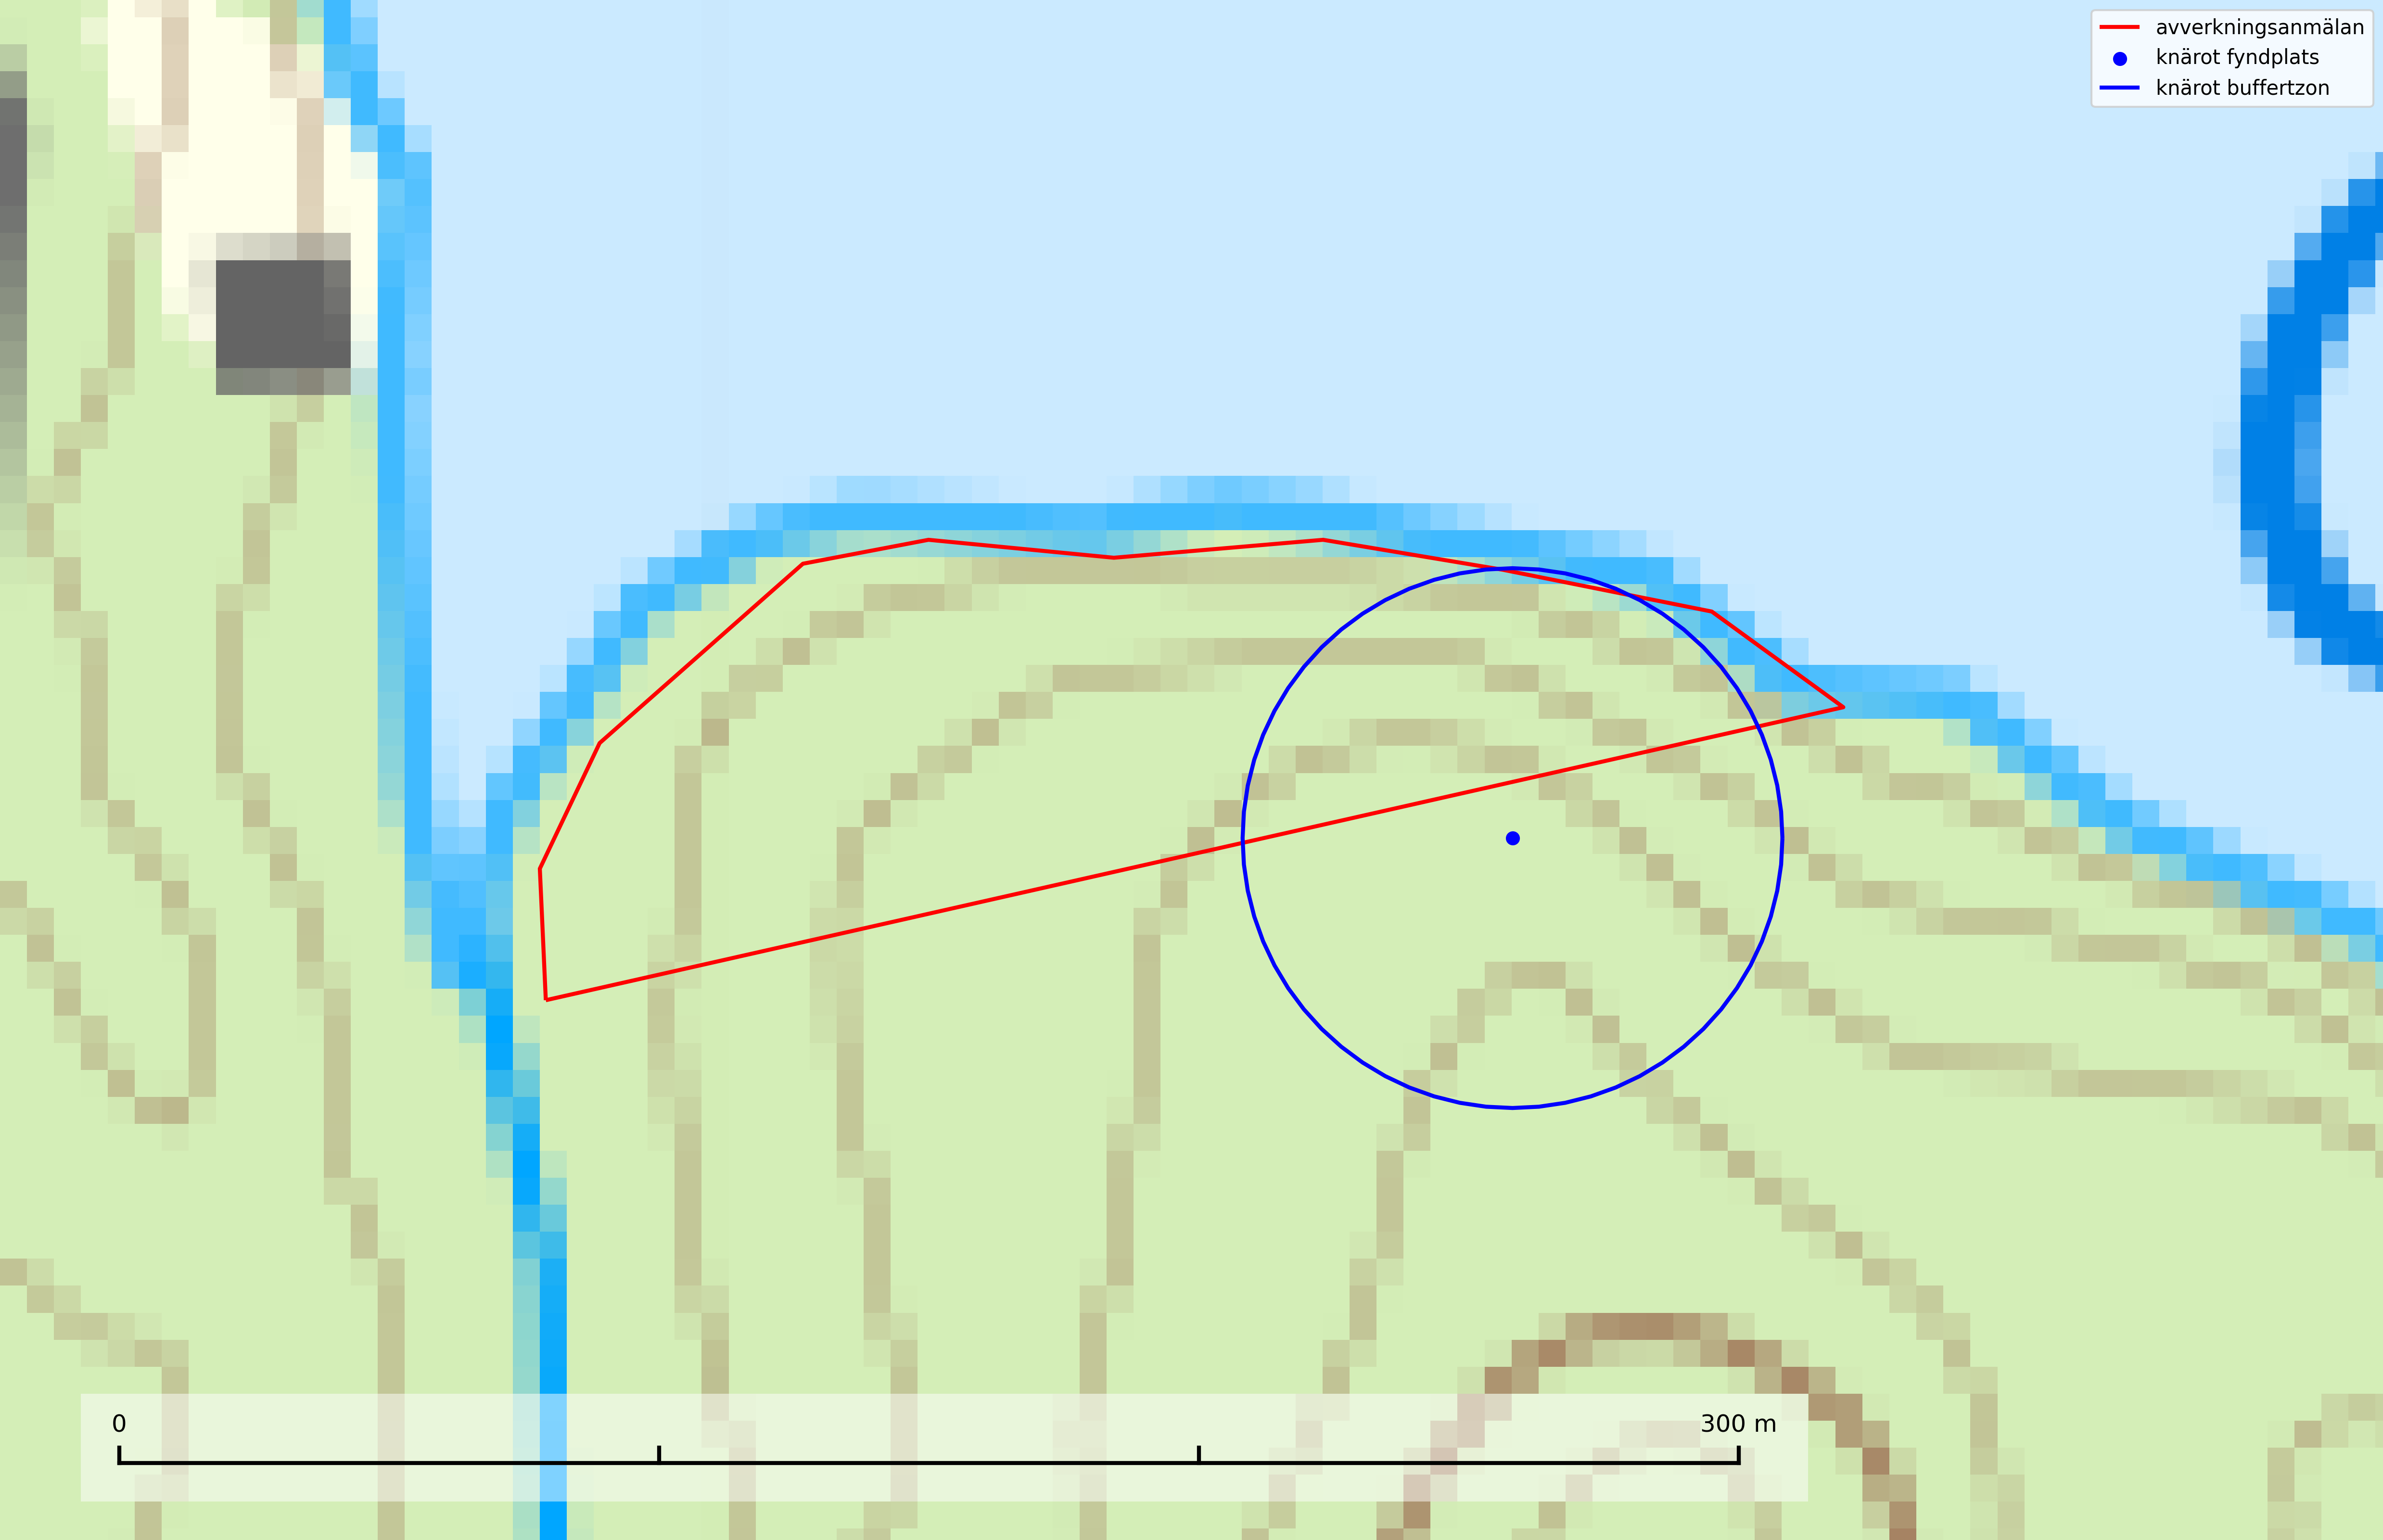 avverkningsanmälan
knärot fyndplats
knärot buffertzon
0 300 m